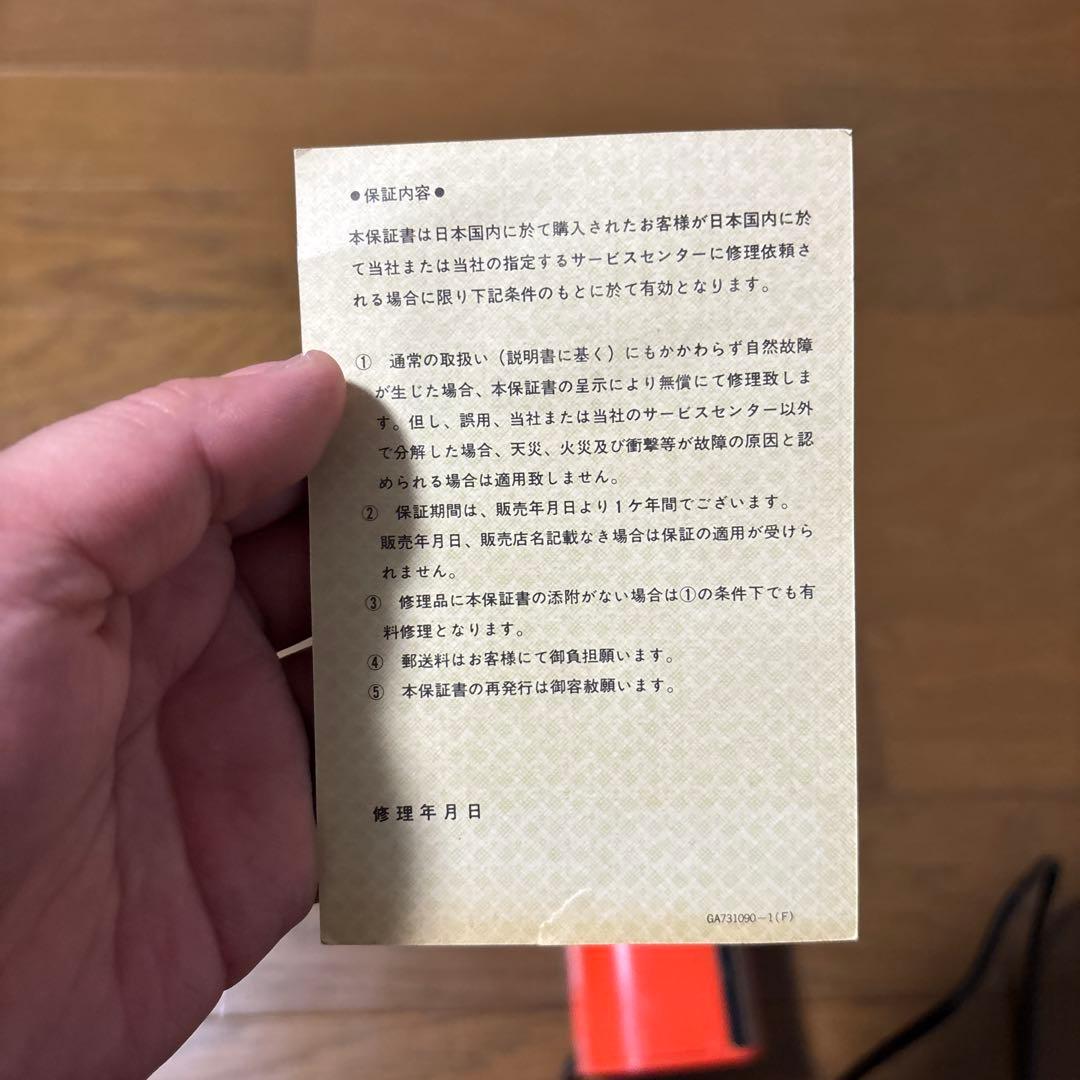 ●保証内容●
本保証書は日本国内に於て購入されたお客様が日本国内に於
て当社または当社の指定するサービスセンターに修理依頼さ
れる場合に限り下記条件のもとに於て有効となります。
① 通常の取扱い（説明書に基く）にもかかわらず自然故障
が生じた場合、本保証書の呈示により無償にて修理致しま
す。但し、誤用、当社または当社のサービスセンター以外
で分解した場合、天災、火災及び衝撃等が故障の原因と認
められる場合は適用致しません。
② 保証期間は、販売年月日より1ケ年間でございます。
販売年月日、販売店名記載なき場合は保証の適用が受けら
れません。
③ 修理品に本保証書の添附がない場合は①の条件下でも有
料修理となります。
④ 郵送料はお客様にて御負担願います。
⑤ 本保証書の再発行は御容赦願います。
修理年月日
GA731090-1(F)